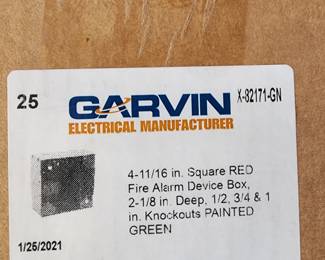 25
GARVIN
X-82171-GN
ELECTRICAL MANUFACTURER
4-11/16 in. Square RED
Fire Alarm Device Box,
2-1/8 in. Deep, 1/2, 3/4 & 1
in. Knockouts PAINTED
GREEN
1/26/2021